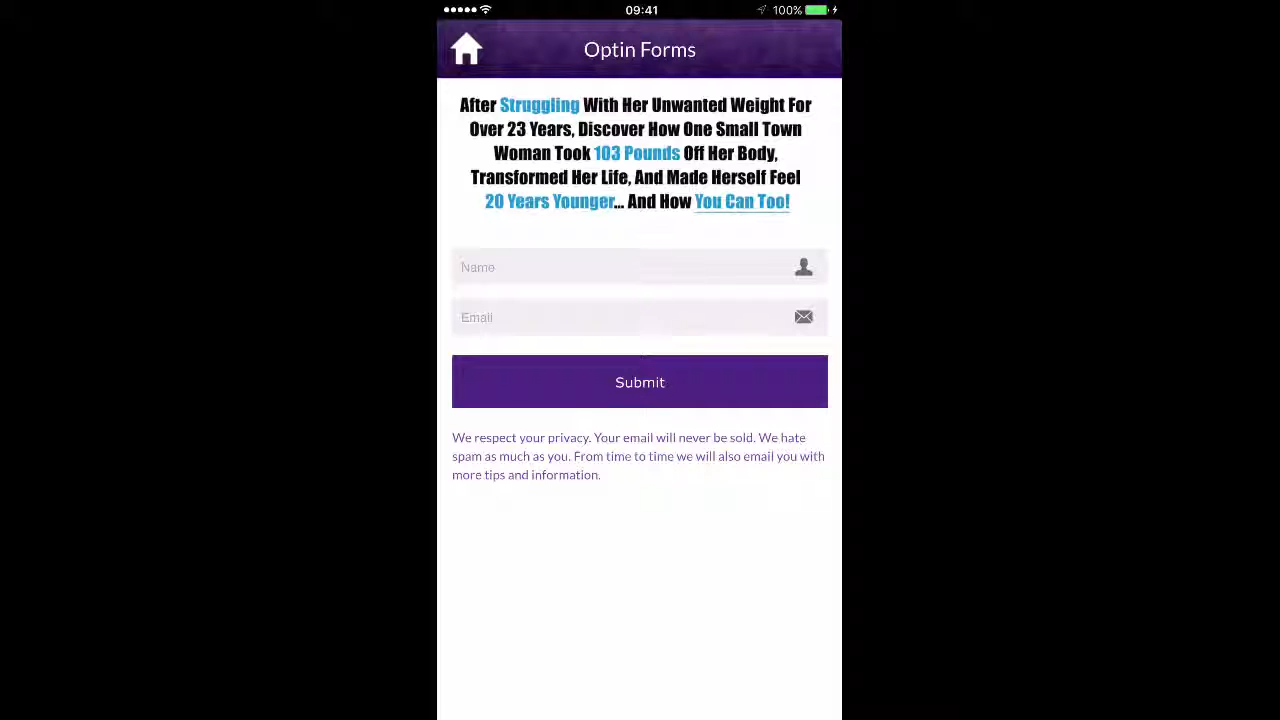 09:41
100%
Optin Forms
After Struggling With Her Unwanted Weight For
Over 23 Years, Discover How One Small Town
Woman Took 103 Pounds Off Her Body,
Transformed Her Life, And Made Herself Feel
20 Years Younger... And How You Can Too!
Name
Email
Submit
We respect your privacy. Your email will never be sold. We hate
spam as much as you. From time to time we will also email you with
more tips and information.